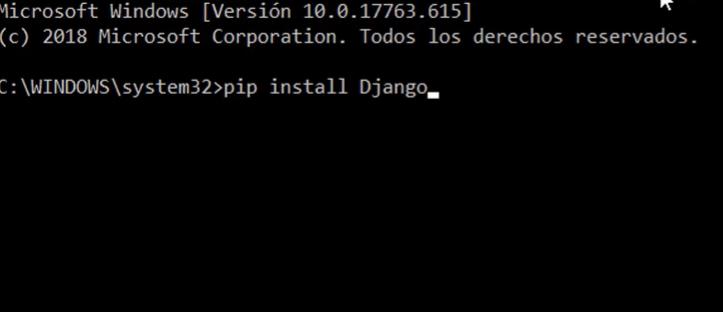 Microsoft Windows [Versión 10.0.17763.615]
(c) 2018 Microsoft Corporation. Todos los derechos reservados.
C:\WINDOWS\system32>pip install Django